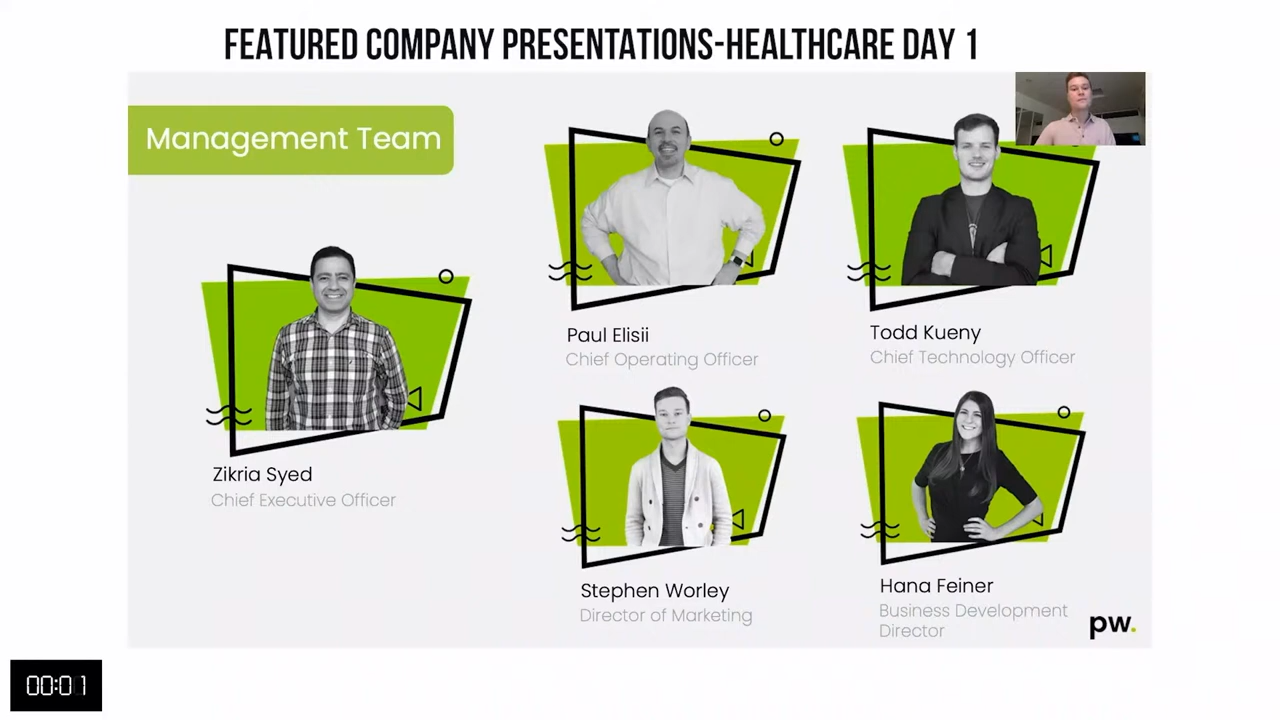 FEATURED COMPANY PRESENTATIONS-HEALTHCARE DAY 1
Management Team
Paul Elisii
Chief Operating Officer
Todd Kueny
Chief Technology Officer
Zikria Syed
Chief Executive Officer
Stephen Worley
Director of Marketing
Hana Feiner
Business Development
Director
pw.
00:01